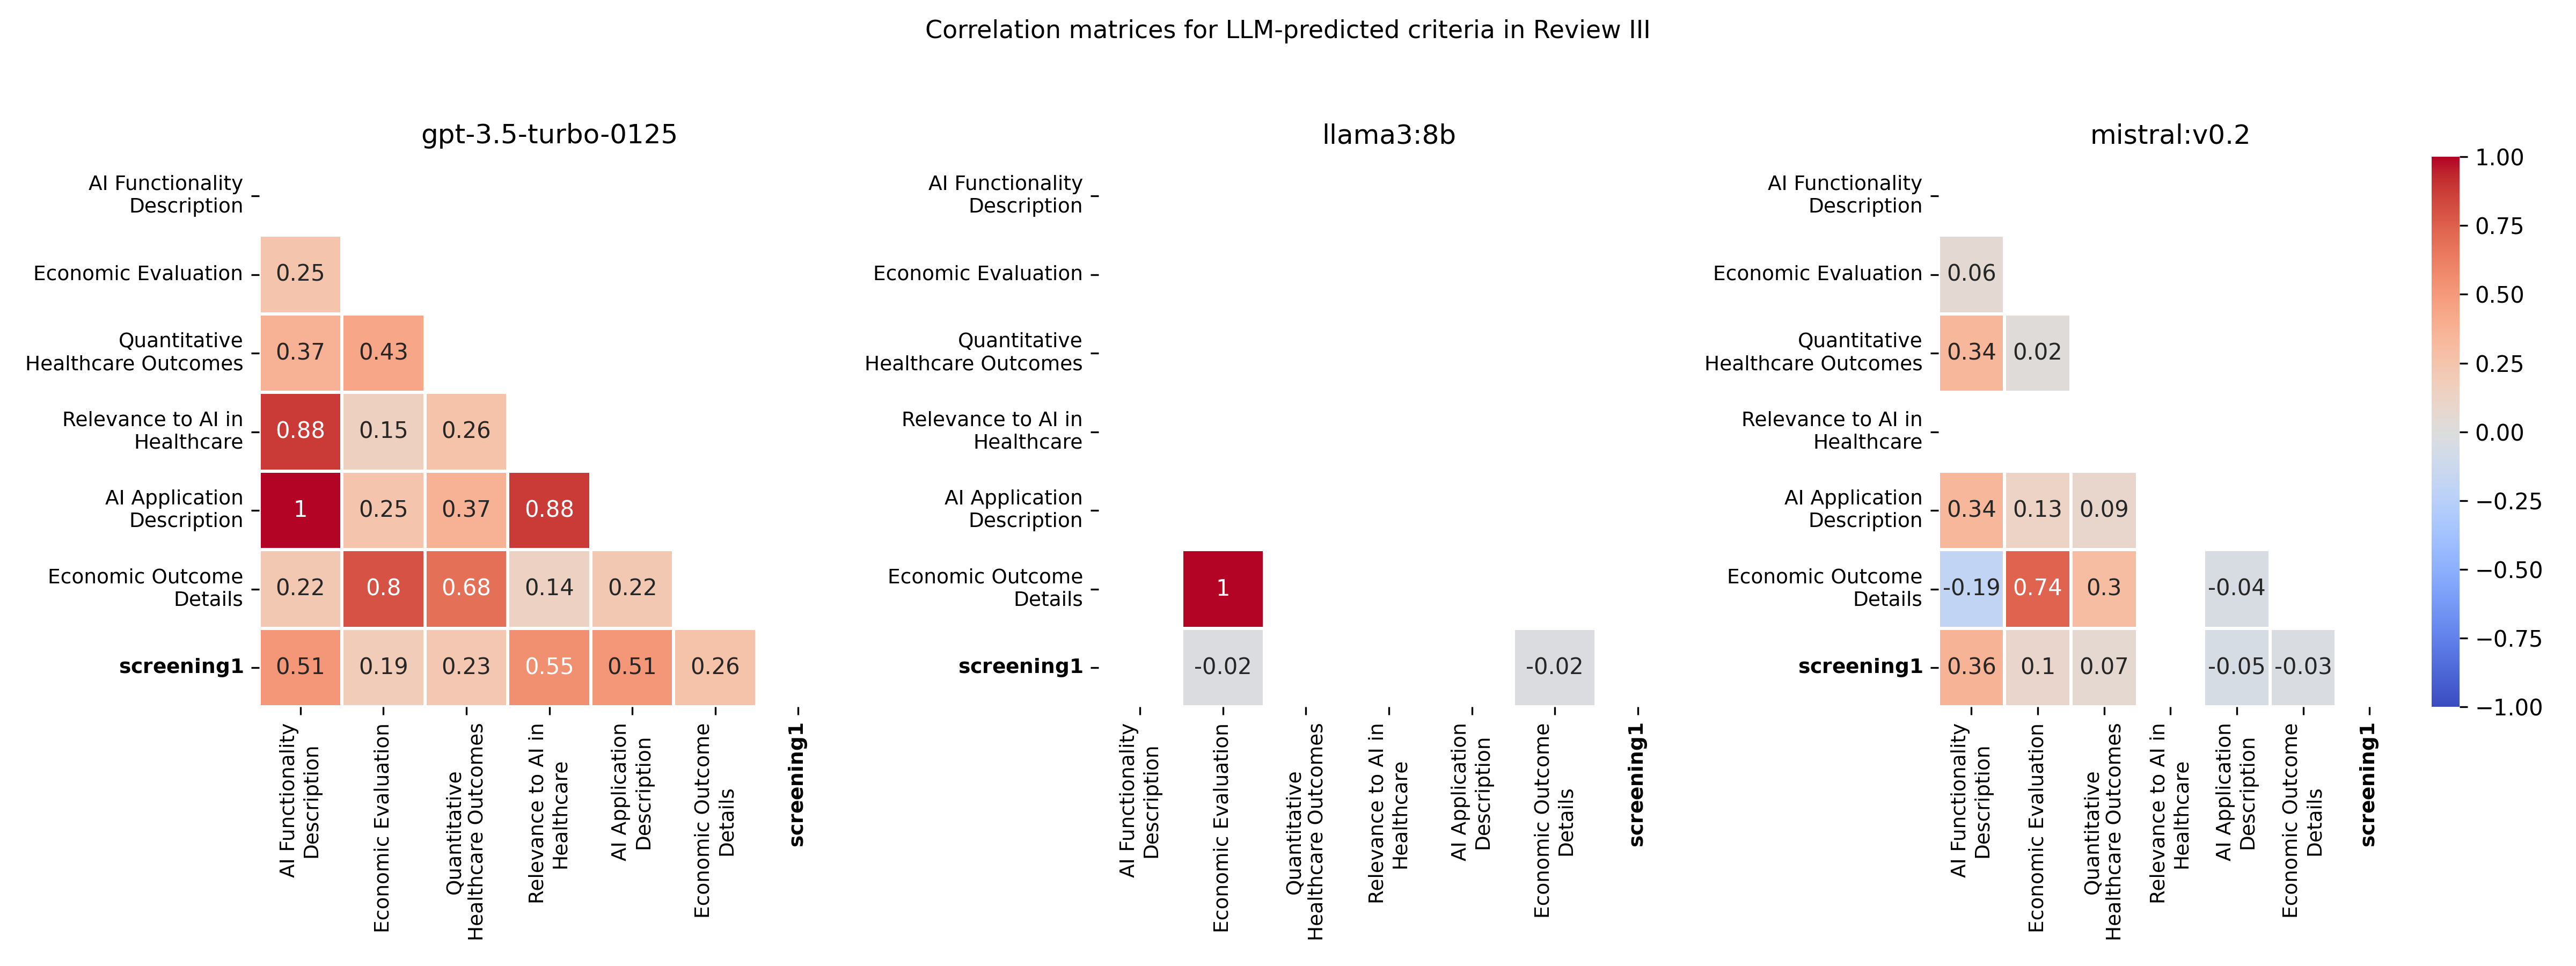 Correlation matrices for LLM-predicted criteria in Review III
gpt-3.5-turbo-0125
AI Functionality
Description
Economic Evaluation
0.25
Quantitative
Healthcare Outcomes
0.37 0.43
Relevance to AI in
Healthcare
0.88 0.15 0.26
AI Application
Description
1 0.25 0.37 0.88
Economic Outcome
Details
0.22 0.8 0.68 0.14 0.22
screening1
0.51 0.19 0.23 0.55 0.51 0.26
AI Functionality
Description
Economic Evaluation
Quantitative
Healthcare Outcomes
Relevance to AI in
Healthcare
AI Application
Description
Economic Outcome
Details
screening1
llama3:8b
AI Functionality
Description
Economic Evaluation
Quantitative
Healthcare Outcomes
Relevance to AI in
Healthcare
AI Application
Description
Economic Outcome
Details
1
screening1
-0.02 -0.02
AI Functionality
Description
Economic Evaluation
Quantitative
Healthcare Outcomes
Relevance to AI in
Healthcare
AI Application
Description
Economic Outcome
Details
screening1
mistral:v0.2
AI Functionality
Description
Economic Evaluation
0.06
Quantitative
Healthcare Outcomes
0.34 0.02
Relevance to AI in
Healthcare
AI Application
Description
0.34 0.13 0.09
Economic Outcome
Details
-0.19 0.74 0.3 -0.04
screening1
0.36 0.1 0.07 -0.05 -0.03
AI Functionality
Description
Economic Evaluation
Quantitative
Healthcare Outcomes
Relevance to AI in
Healthcare
AI Application
Description
Economic Outcome
Details
screening1
1.00
0.75
0.50
0.25
0.00
−0.25
−0.50
−0.75
−1.00